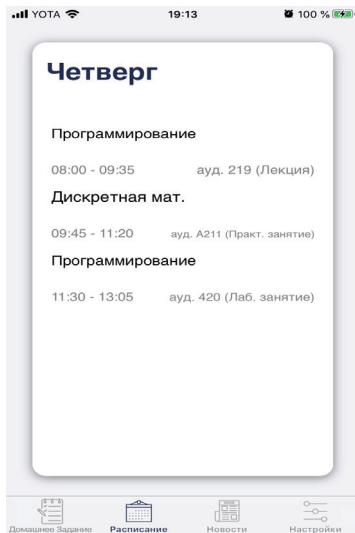 YOTA 19:13 100 %
Четверг
Программирование
08:00 - 09:35 ауд. 219 (Лекция)
Дискретная мат.
09:45 - 11:20 ауд. А211 (Практ. занятие)
Программирование
11:30 - 13:05 ауд. 420 (Лаб. занятие)
Домашнее Задание Расписание Новости Настройки